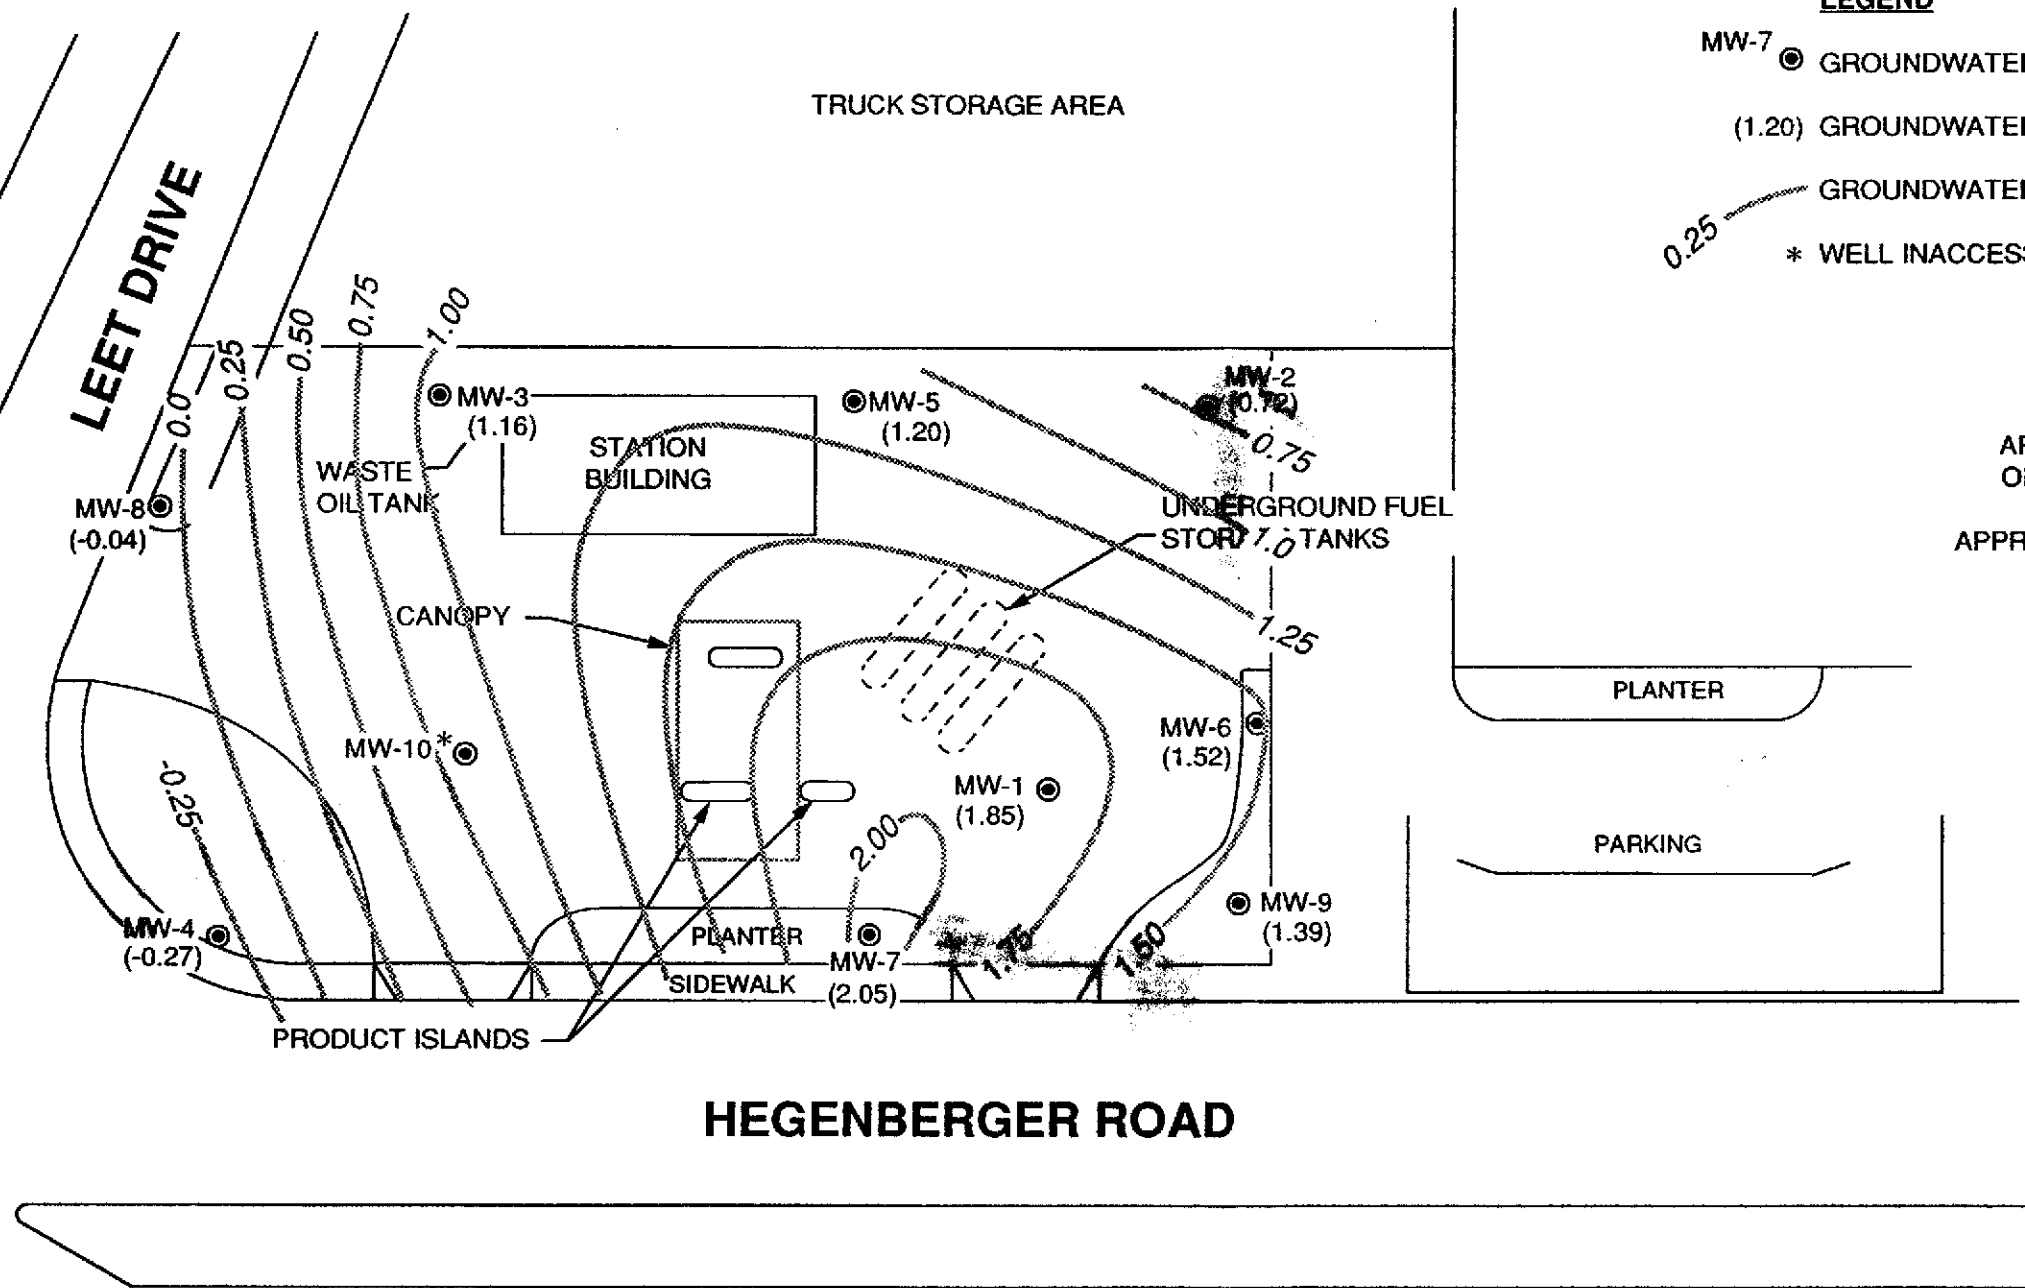 LEGEND
MW-7
GROUNDWATE
(1.20) GROUNDWATE
0.25
GROUNDWATE
* WELL INACCES
TRUCK STORAGE AREA
LEET DRIVE
0.0
0.25
0.50
0.75
1.00
MW-3
(1.16)
MW-5
(1.20)
MW-2
(0.72)
0.75
STATION
BUILDING
WASTE
OIL TANK
MW-8
(-0.04)
UNDERGROUND FUEL
TANKS
1.0
APPR
CANOPY
1.25
PLANTER
MW-6
(1.52)
MW-10 *
MW-1
(1.85)
-0.25
2.00
PARKING
MW-4
(-0.27)
PLANTER
MW-7
(2.05)
1.75
1.50
MW-9
(1.39)
SIDEWALK
PRODUCT ISLANDS
HEGENBERGER ROAD